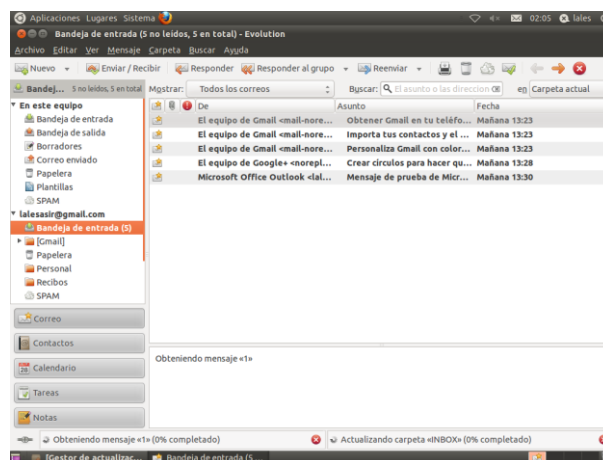 Aplicaciones Lugares Sistema 02:05 lales
Bandeja de entrada (5 no leídos, 5 en total) - Evolution
Archivo Editar Ver Mensaje Carpeta Buscar Ayuda
Nuevo Enviar / Recibir Responder Responder al grupo Reenviar
Bandej... 5 no leídos, 5 en total Mostrar: Todos los correos Buscar: El asunto o las direccion en Carpeta actual
En este equipo
Bandeja de entrada
Bandeja de salida
Borradores
Correo enviado
Papelera
Plantillas
SPAM
lalesasir@gmail.com
Bandeja de entrada (5)
[Gmail]
Papelera
Personal
Recibos
SPAM
Correo
Contactos
Calendario
Tareas
Notas
De Asunto Fecha
El equipo de Gmail <mail-nore... Obtener Gmail en tu teléfo... Mañana 13:23
El equipo de Gmail <mail-nore... Importa tus contactos y el ... Mañana 13:23
El equipo de Gmail <mail-nore... Personaliza Gmail con color... Mañana 13:23
El equipo de Google+ <norepl... Crear círculos para hacer qu... Mañana 13:28
Microsoft Office Outlook <lal... Mensaje de prueba de Micr... Mañana 13:30
Obteniendo mensaje «1»
Obteniendo mensaje «1» (0% completado) Actualizando carpeta «INBOX» (0% completado)
[Gestor de actualizac... Bandeja de entrada (5 ...